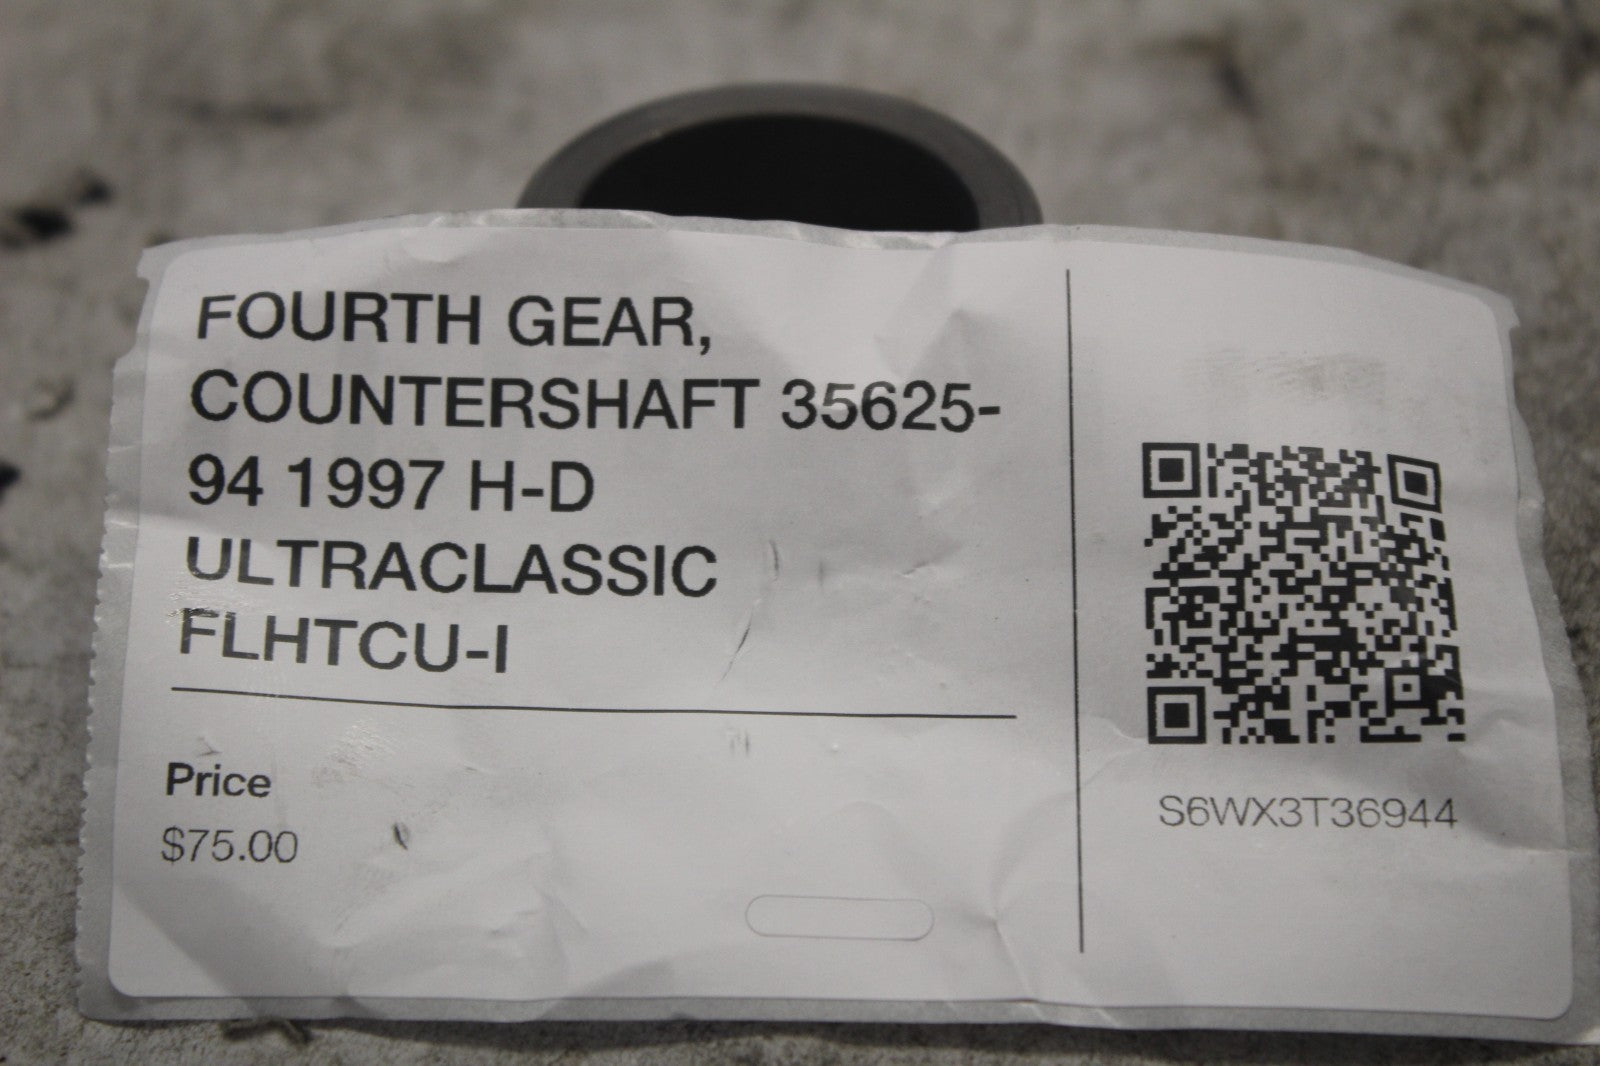 FOURTH GEAR,
COUNTERSHAFT 35625-
94 1997 H-D
ULTRACLASSIC
FLHTCU-I
Price
$75.00
S6WX3T36944